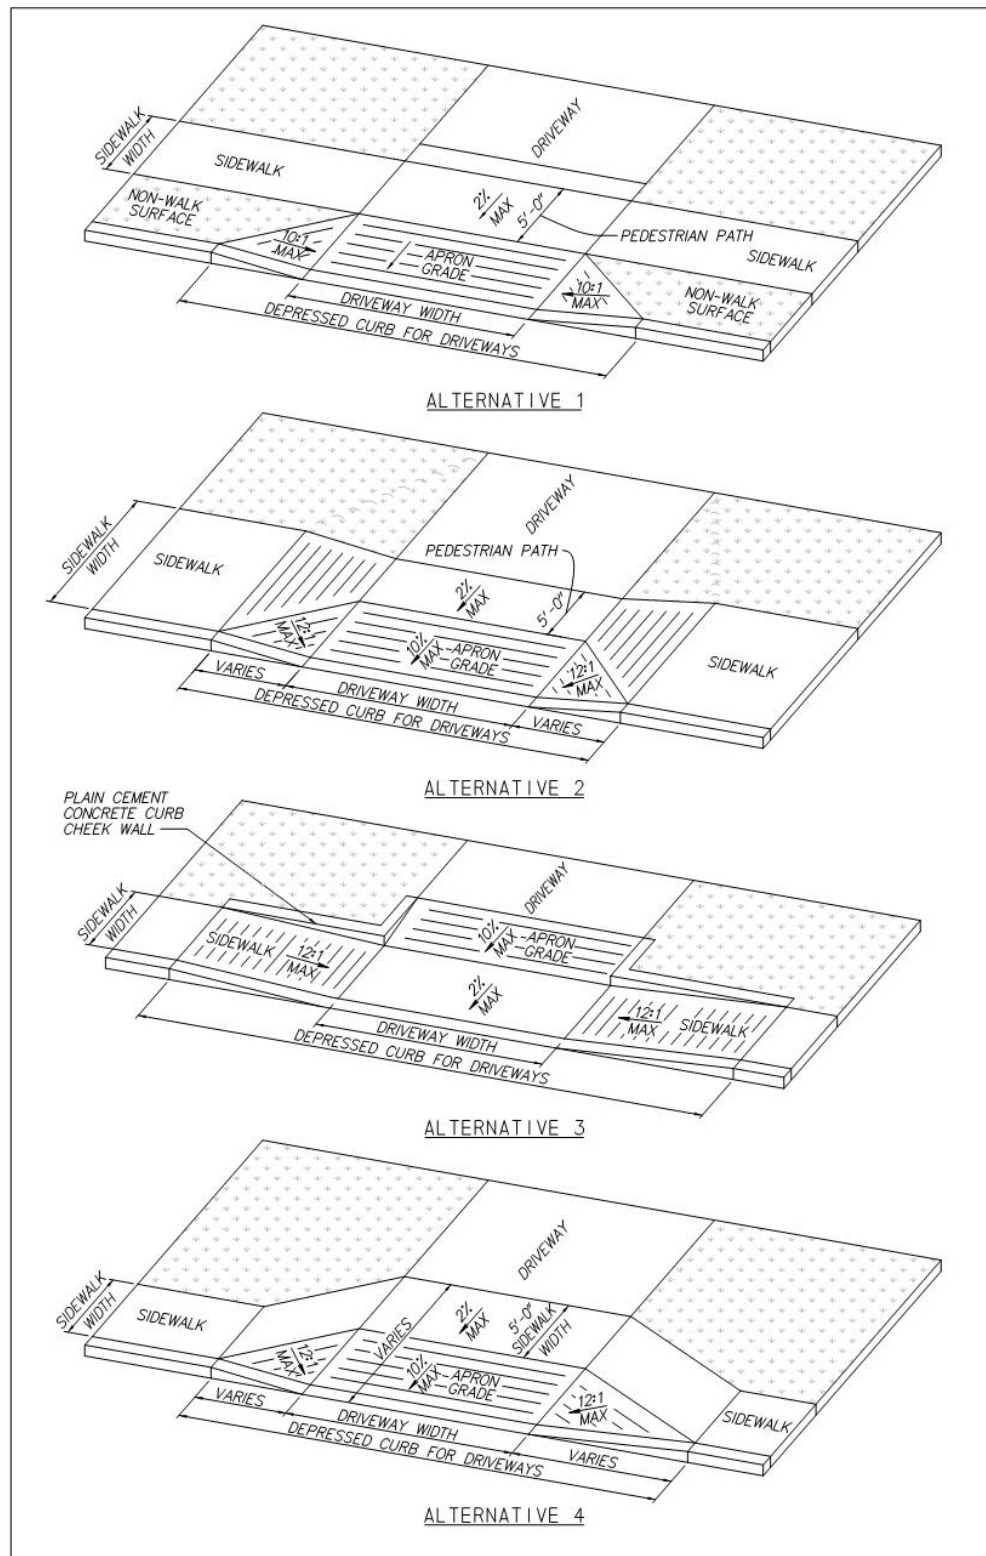 DRIVEWAY
SIDEWALK
WIDTH
SIDEWALK
NON-WALK
SURFACE
2%
MAX
5'-0"
PEDESTRIAN PATH
SIDEWALK
10:1
MAX
APRON
GRADE
10:1
MAX
NON-WALK
SURFACE
DRIVEWAY WIDTH
DEPRESSED CURB FOR DRIVEWAYS
ALTERNATIVE 1
DRIVEWAY
SIDEWALK
WIDTH
SIDEWALK
PEDESTRIAN PATH
2%
MAX
5'-0"
12:1
MAX
10%
MAX
APRON
GRADE
12:1
MAX
SIDEWALK
VARIES
DRIVEWAY WIDTH
VARIES
DEPRESSED CURB FOR DRIVEWAYS
ALTERNATIVE 2
PLAIN CEMENT
CONCRETE CURB
CHEEK WALL
DRIVEWAY
SIDEWALK
WIDTH
SIDEWALK
12:1
MAX
10%
MAX
APRON
GRADE
2%
MAX
12:1
MAX
SIDEWALK
DRIVEWAY WIDTH
DEPRESSED CURB FOR DRIVEWAYS
ALTERNATIVE 3
DRIVEWAY
SIDEWALK
WIDTH
SIDEWALK
2%
MAX
5'-0"
SIDEWALK
WIDTH
VARIES
12:1
MAX
10%
MAX
APRON
GRADE
12:1
MAX
SIDEWALK
VARIES
DRIVEWAY WIDTH
VARIES
DEPRESSED CURB FOR DRIVEWAYS
ALTERNATIVE 4